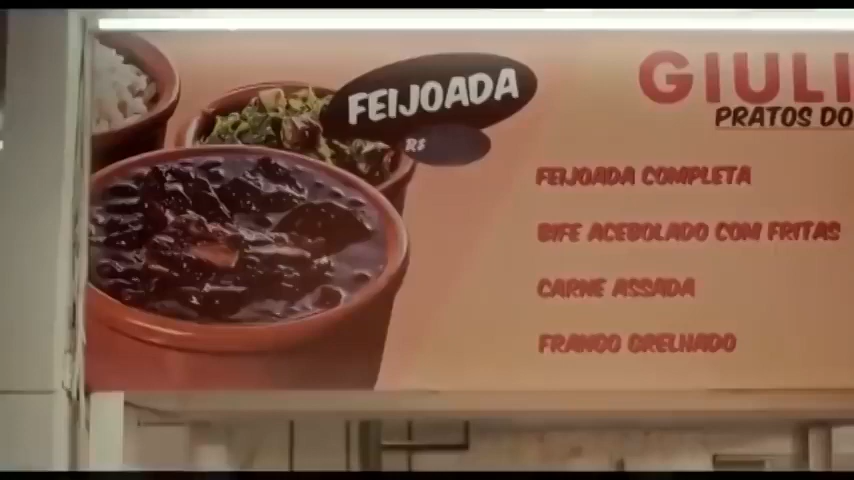 FEIJOADA
R$
GIULI
PRATOS DO
FEIJOADA COMPLETA
BIFE ACEBOLADO COM FRITAS
CARNE ASSADA
FRANGO GRELHADO